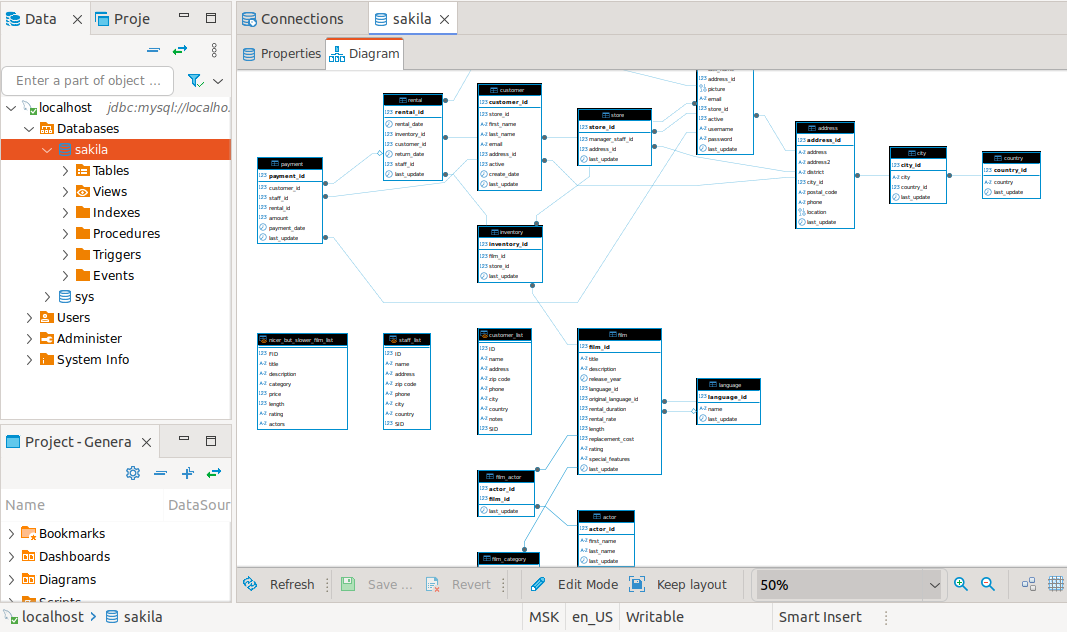 Data
Proje
Connections
sakila
Properties
Diagram
Enter a part of object ...
localhost jdbc:mysql://localho.
Databases
sakila
Tables
Views
Indexes
Procedures
Triggers
Events
sys
Users
Administer
System Info
Project - Genera
Name DataSour
Bookmarks
Dashboards
Diagrams
Scripts
payment
payment_id
customer_id
staff_id
rental_id
amount
payment_date
last_update
rental
rental_id
rental_date
inventory_id
customer_id
return_date
staff_id
last_update
customer
customer_id
store_id
first_name
last_name
email
address_id
active
create_date
last_update
store
store_id
manager_staff_id
address_id
last_update
address_id
picture
email
store_id
active
username
password
last_update
address
address_id
address
address2
district
city_id
postal_code
phone
location
last_update
city
city_id
city
country_id
last_update
country
country_id
country
last_update
inventory
inventory_id
film_id
store_id
last_update
nicer_but_slower_film_list
FID
title
description
category
price
length
rating
actors
staff_list
ID
name
address
zip code
phone
city
country
SID
customer_list
ID
name
address
zip code
phone
city
country
notes
SID
film
film_id
title
description
release_year
language_id
original_language_id
rental_duration
rental_rate
length
replacement_cost
rating
special_features
last_update
language
language_id
name
last_update
film_actor
actor_id
film_id
last_update
actor
actor_id
first_name
last_name
last_update
film_category
Refresh Save ... Revert Edit Mode Keep layout 50%
localhost sakila MSK en_US Writable Smart Insert